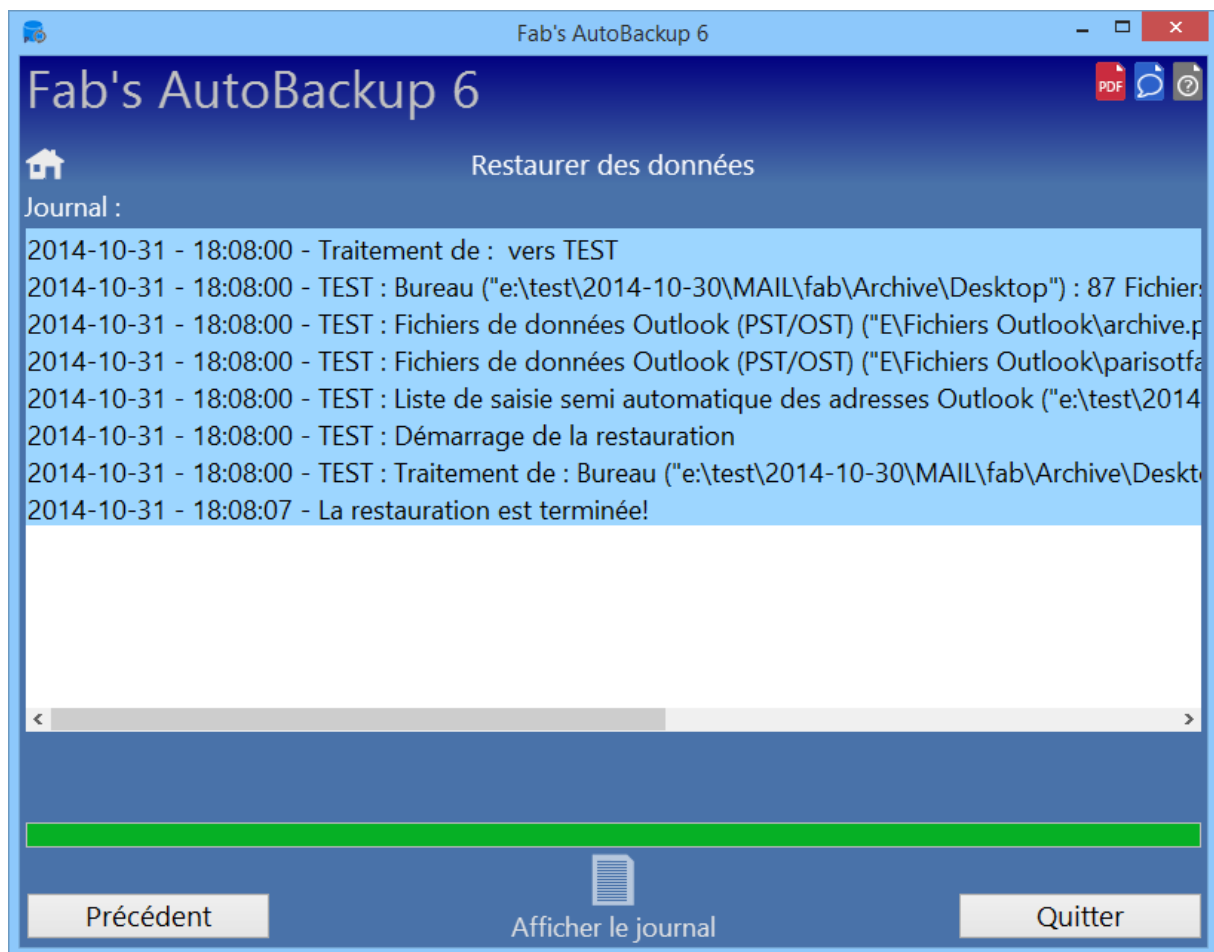 Fab's AutoBackup 6
Fab's AutoBackup 6
PDF
?
Restaurer des données
Journal :
2014-10-31 - 18:08:00 - Traitement de :  vers TEST
2014-10-31 - 18:08:00 - TEST : Bureau ("e:\test\2014-10-30\MAIL\fab\Archive\Desktop") : 87 Fichiers
2014-10-31 - 18:08:00 - TEST : Fichiers de données Outlook (PST/OST) ("E\Fichiers Outlook\archive.p
2014-10-31 - 18:08:00 - TEST : Fichiers de données Outlook (PST/OST) ("E\Fichiers Outlook\parisotfa
2014-10-31 - 18:08:00 - TEST : Liste de saisie semi automatique des adresses Outlook ("e:\test\2014
2014-10-31 - 18:08:00 - TEST : Démarrage de la restauration
2014-10-31 - 18:08:00 - TEST : Traitement de : Bureau ("e:\test\2014-10-30\MAIL\fab\Archive\Deskt
2014-10-31 - 18:08:07 - La restauration est terminée!
Afficher le journal
Précédent
Quitter